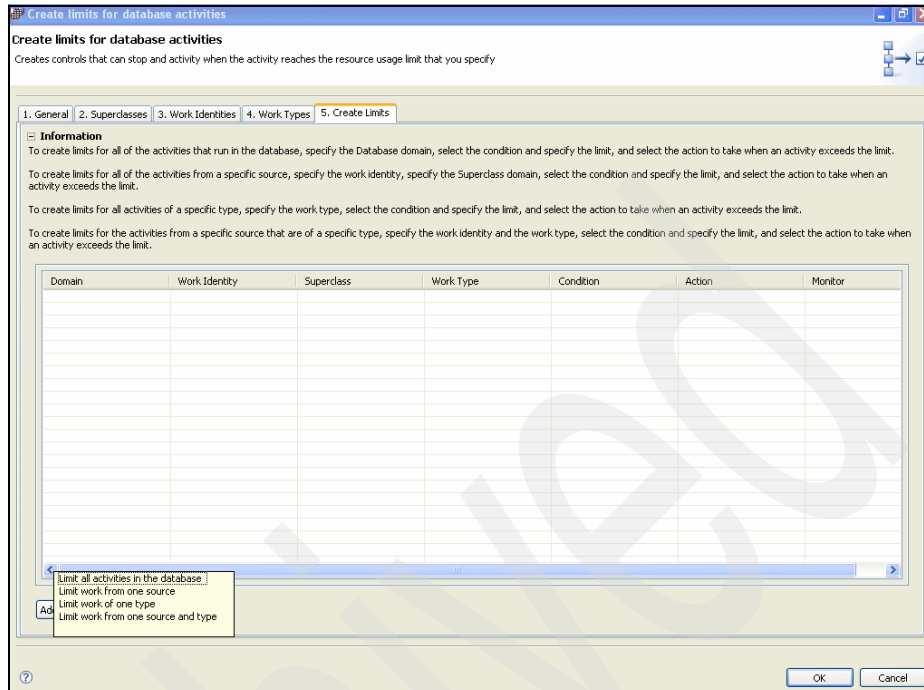 Create limits for database activities
Create limits for database activities
Creates controls that can stop and activity when the activity reaches the resource usage limit that you specify
1. General 2. Superclasses 3. Work Identities 4. Work Types 5. Create Limits
Information
To create limits for all of the activities that run in the database, specify the Database domain, select the condition and specify the limit, and select the action to take when an activity exceeds the limit.
To create limits for all of the activities from a specific source, specify the work identity, specify the Superclass domain, select the condition and specify the limit, and select the action to take when an
activity exceeds the limit.
To create limits for all activities of a specific type, specify the work type, select the condition and specify the limit, and select the action to take when an activity exceeds the limit.
To create limits for the activities from a specific source that are of a specific type, specify the work identity and the work type, select the condition and specify the limit, and select the action to take when
an activity exceeds the limit.
Domain Work Identity Superclass Work Type Condition Action Monitor
Limit all activities in the database
Limit work from one source
Limit work of one type
Limit work from one source and type
OK Cancel